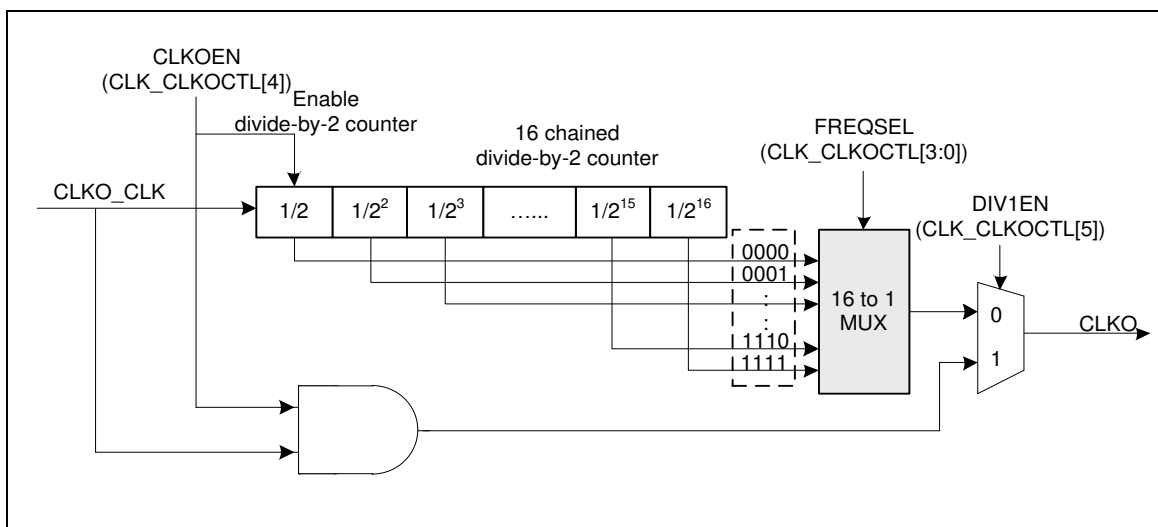 CLKOEN
(CLK_CLKOCTL[4])
Enable
divide-by-2 counter
16 chained
divide-by-2 counter
FREQSEL
(CLK_CLKOCTL[3:0])
CLKO_CLK
1/2
1/2²
1/2³
…...
1/2¹⁵
1/2¹⁶
DIV1EN
(CLK_CLKOCTL[5])
0000
0001
:
:
1110
1111
16 to 1
MUX
0
1
CLKO